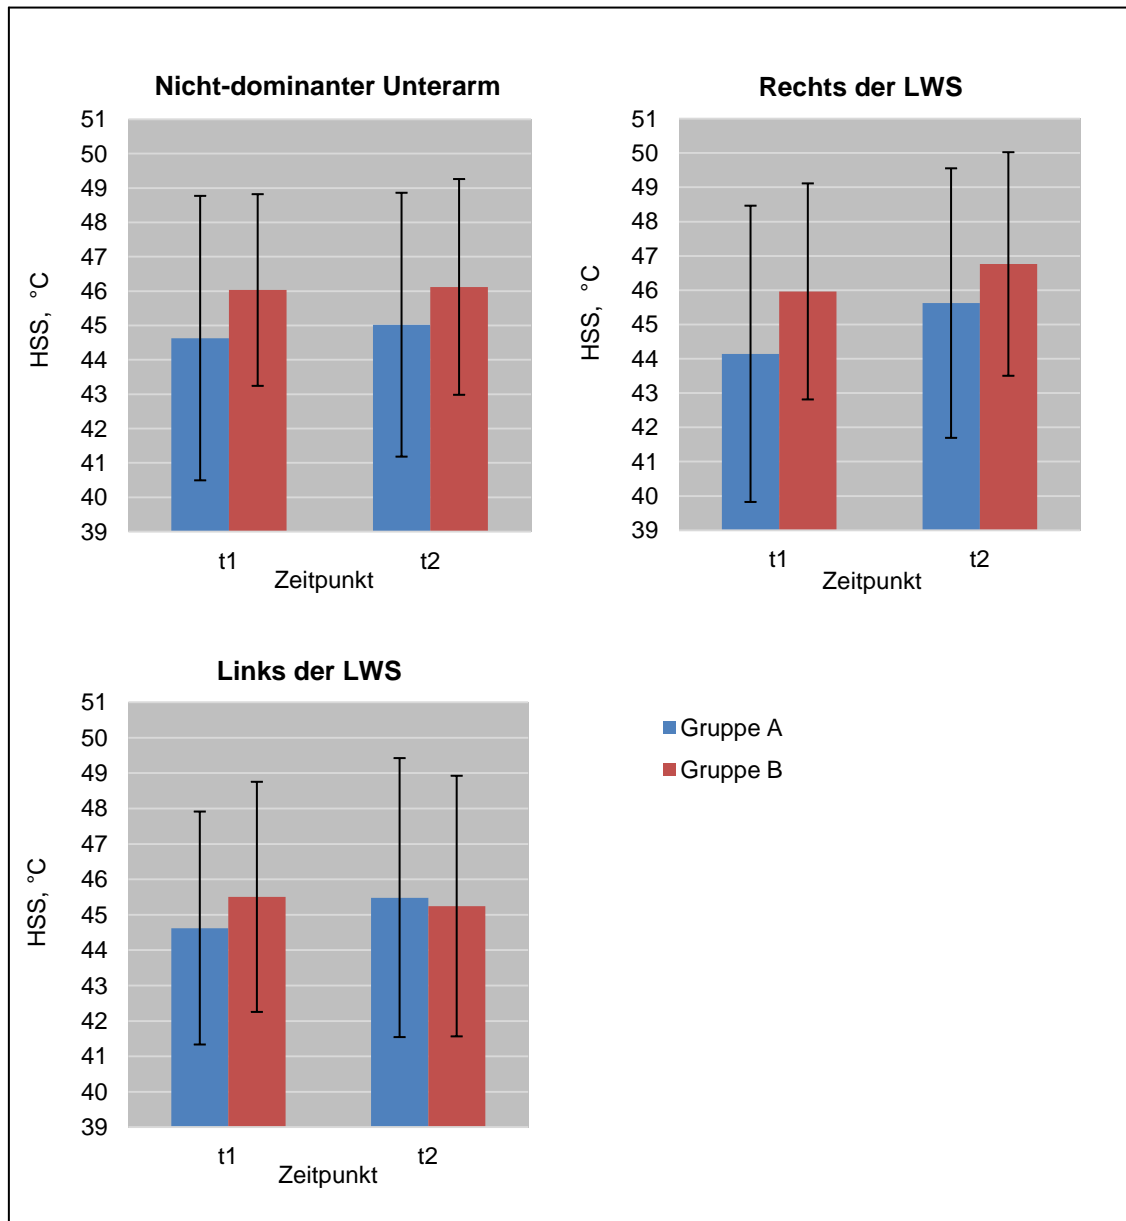 Nicht-dominanter Unterarm
51
50
49
48
47
46
45
44
43
42
41
40
39
HSS, °C
t1 t2
Zeitpunkt
Rechts der LWS
51
50
49
48
47
46
45
44
43
42
41
40
39
HSS, °C
t1 t2
Zeitpunkt
Links der LWS
51
50
49
48
47
46
45
44
43
42
41
40
39
HSS, °C
t1 t2
Zeitpunkt
Gruppe A
Gruppe B